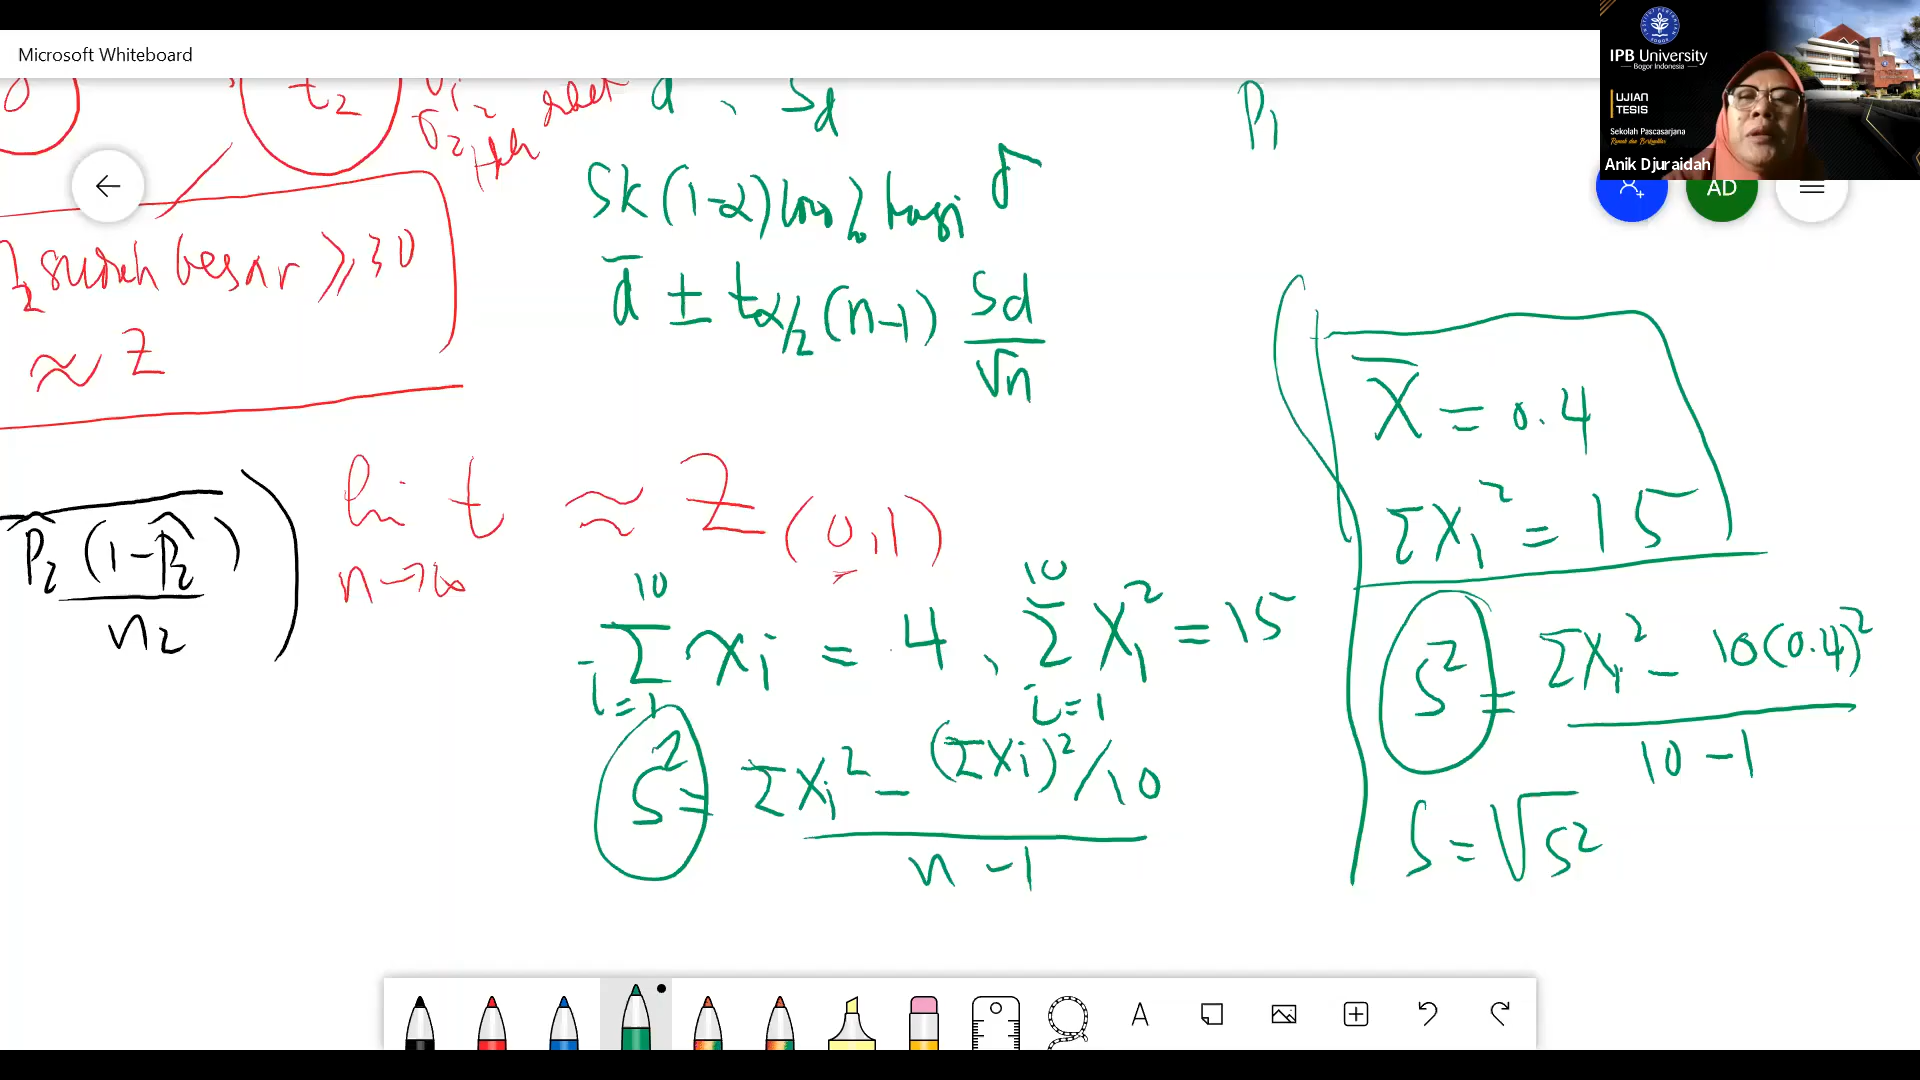 Microsoft Whiteboard
IPB University
Bogor Indonesia
UJIAN
TESIS
Sekolah Pascasarjana
Anik Djuraidah
AD
t2
d̄ , Sd
P1
SK (1-α)100% bagi δ
d̄ ± tα/2 (n-1) Sd/√n
sudah besar ≥ 30
≈ Z
P̂2 (1-P̂2)
n2
lim t ≈ Z (0,1)
n→∞
X̄ = 0.4
ΣXi² = 15
10 Σ i=1 xi = 4 , 10 Σ i=1 Xi² = 15
S² = ΣXi² - (ΣXi)²/10
n-1
S² = ΣXi² - 10(0.4)²
10-1
S = √S²
A